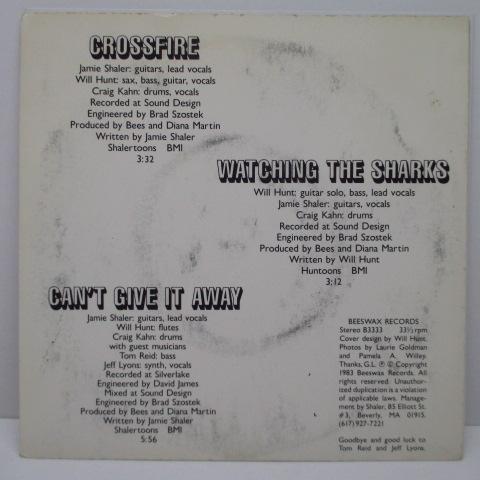 CROSSFIRE
Jamie Shaler: guitars, lead vocals
Will Hunt: sax, bass, guitar, vocals
Craig Kahn: drums, vocals
Recorded at Sound Design
Engineered by Brad Szostek
Produced by Bees and Diana Martin
Written by Jamie Shaler
Shalertoons BMI
3:32
WATCHING THE SHARKS
Will Hunt: guitar solo, bass, lead vocals
Jamie Shaler: guitars, vocals
Craig Kahn: drums
Recorded at Sound Design
Engineered by Brad Szostek
Produced by Bees and Diana Martin
Written by Will Hunt
Huntoons BMI
3:12
CAN'T GIVE IT AWAY
Jamie Shaler: guitars, lead vocals
Will Hunt: flutes
Craig Kahn: drums
with guest musicians
Tom Reid: bass
Jeff Lyons: synth, vocals
Recorded at Silverlake
Engineered by David James
Mixed at Sound Design
Engineered by Brad Szostek
Produced by Bees and Diana Martin
Written by Jamie Shaler
Shalertoons BMI
5:56
BEESWAX RECORDS
Stereo B3333 33⅓ rpm
Cover design by Will Hunt.
Photos by Laurie Goldman
and Pamela A. Willey.
Thanks, G.L. ℗ © Copyright
1983 Beeswax Records. All
rights reserved. Unauthor-
ized duplication is a violation
of applicable laws. Manage-
ment by Shaler, 85 Elliott St.
#3, Beverly, MA 01915.
(617) 927-7221
Goodbye and good luck to
Tom Reid and Jeff Lyons.